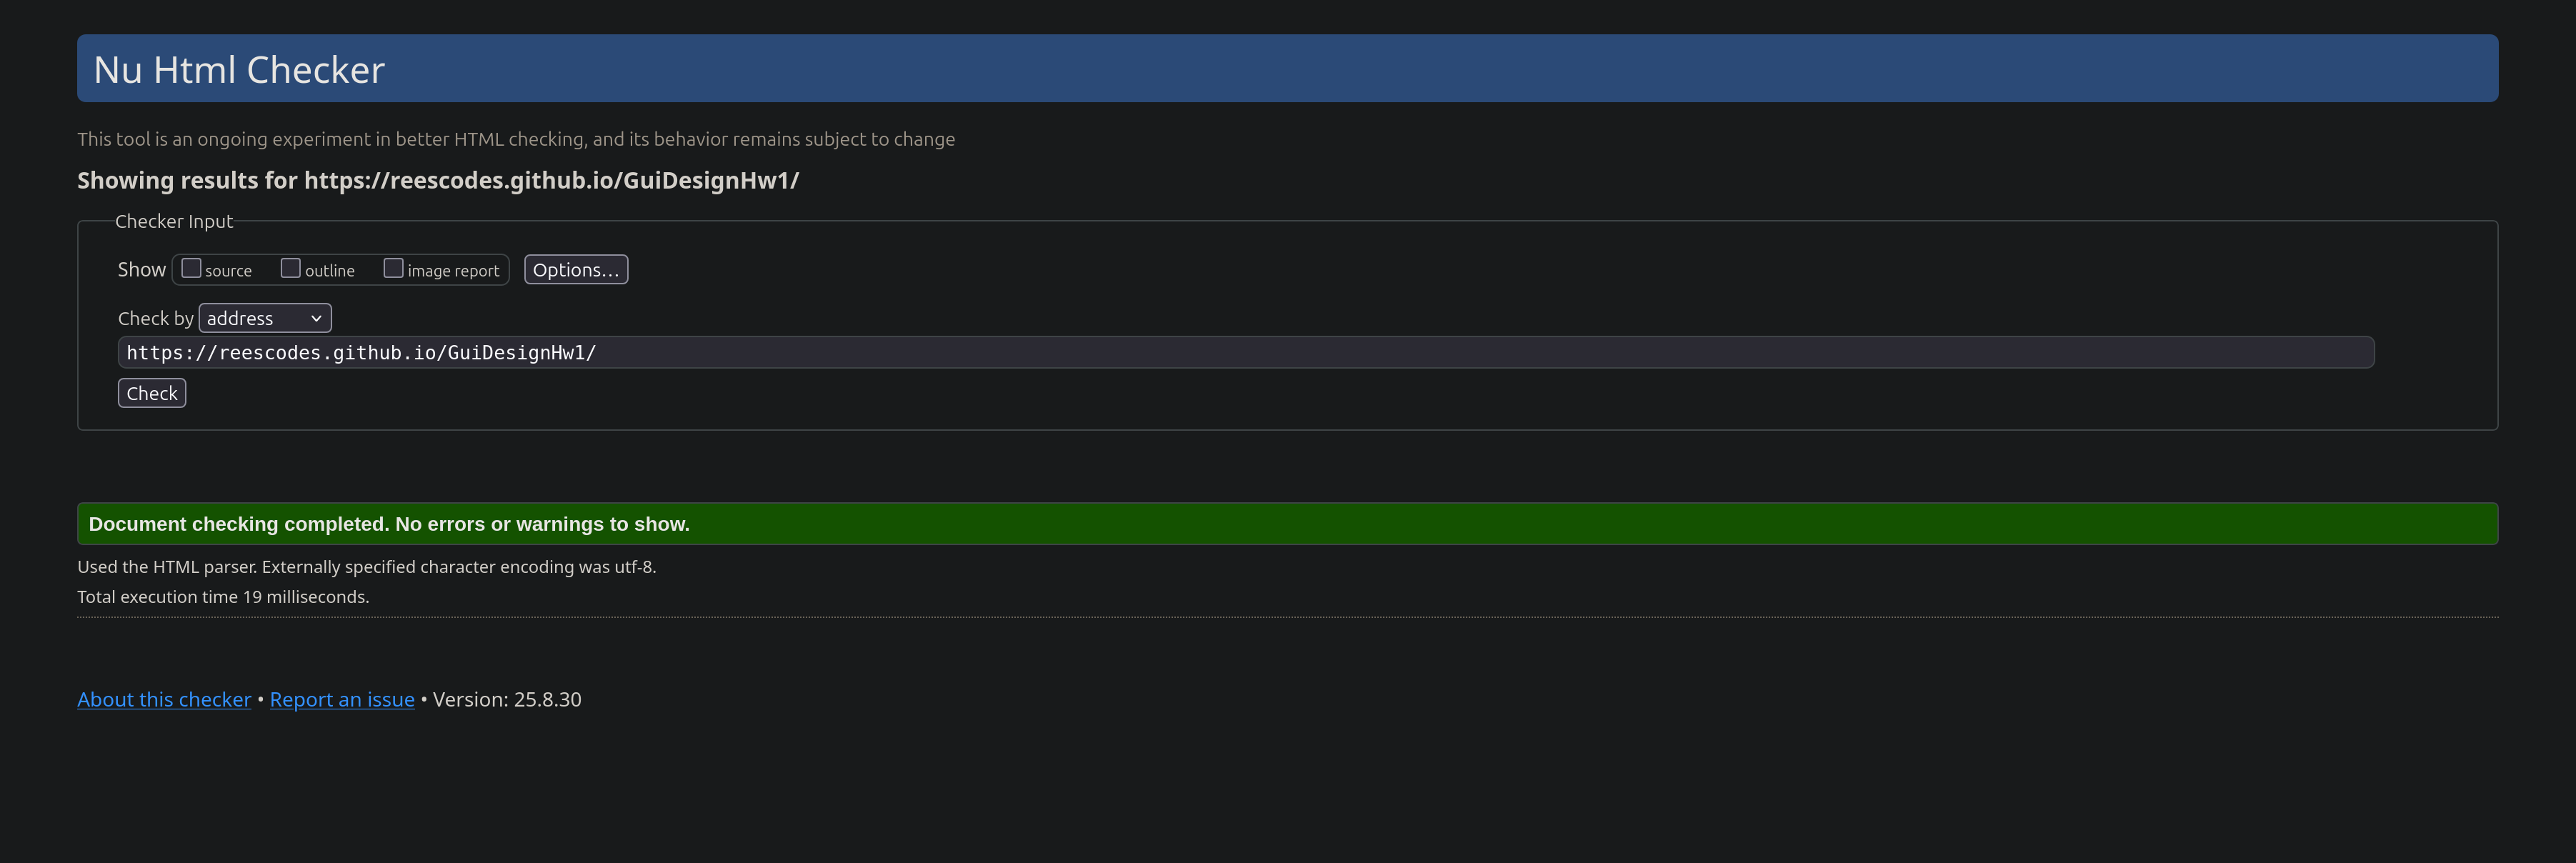 Nu Html Checker
This tool is an ongoing experiment in better HTML checking, and its behavior remains subject to change
Showing results for https://reescodes.github.io/GuiDesignHw1/
Checker Input
Show source outline image report Options...
Check by address
https://reescodes.github.io/GuiDesignHw1/
Check
Document checking completed. No errors or warnings to show.
Used the HTML parser. Externally specified character encoding was utf-8.
Total execution time 19 milliseconds.
About this checker • Report an issue • Version: 25.8.30